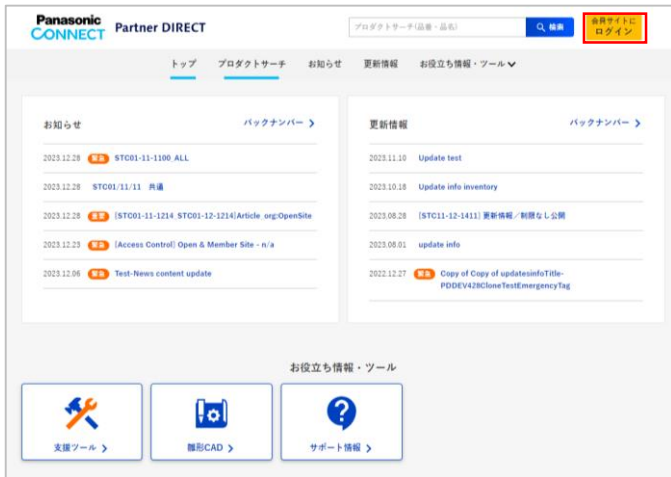 Panasonic
CONNECT
Partner DIRECT
プロダクトサーチ(品番・品名)
検索
会員サイトに
ログイン
トップ
プロダクトサーチ
お知らせ
更新情報
お役立ち情報・ツール
お知らせ
バックナンバー
2023.12.28 緊急 STC01-11-1100_ALL
2023.12.28 STC01/11/11 共通
2023.12.28 重要 [STC01-11-1214_STC01-12-1214]Article_org:OpenSite
2023.12.23 緊急 [Access Control] Open & Member Site - n/a
2023.12.06 緊急 Test-News content update
更新情報
バックナンバー
2023.11.10 Update test
2023.10.18 Update info inventory
2023.08.28 [STC11-12-1411] 更新情報/制限なし公開
2023.08.01 update info
2022.12.27 緊急 Copy of Copy of updatesinfoTitle-
PDDEV428CloneTestEmergencyTag
お役立ち情報・ツール
支援ツール
雛形CAD
サポート情報